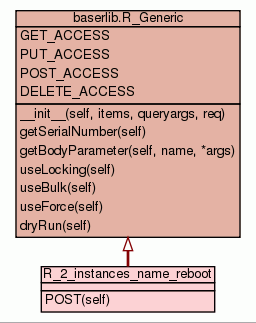 baserlib.R_Generic
GET_ACCESS
PUT_ACCESS
POST_ACCESS
DELETE_ACCESS
__init__(self, items, queryargs, req)
getSerialNumber(self)
getBodyParameter(self, name, *args)
useLocking(self)
useBulk(self)
useForce(self)
dryRun(self)
R_2_instances_name_reboot
POST(self)